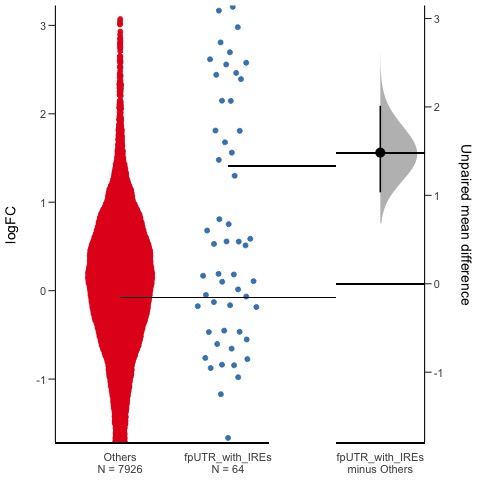 3
2
1
0
-1
logFC
3
2
1
0
-1
Unpaired mean difference
Others
N = 7926
fpUTR_with_IREs
N = 64
fpUTR_with_IREs
minus Others